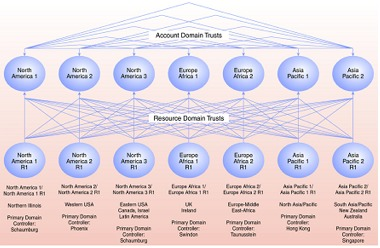 Account Domain Trusts
North
America 1
North
America 2
North
America 3
Europe
Africa 1
Europe
Africa 2
Asia
Pacific 1
Asia
Pacific 2
Resource Domain Trusts
North
America 1
R1
North
America 2
R1
North
America 3
R1
Europe
Africa 1
R1
Europe
Africa 2
R1
Asia
Pacific 1
R1
Asia
Pacific 2
R1
North America 1/
North America 1 R1
Northern Illinois
Primary Domain
Controller:
Schaumburg
North America 2/
North America 2 R1
Western USA
Primary Domain
Controller:
Phoenix
North America 3/
North America 3 R1
Eastern USA
Canada, Israel
Latin America
Primary Domain
Controller:
Schaumburg
Europe Africa 1/
Europe Africa 1 R1
UK
Ireland
Primary Domain
Controller:
Swindon
Europe Africa 2/
Europe Africa 2 R1
Europe-Middle
East-Africa
Primary Domain
Controller:
Taunusstein
Asia Pacific 1/
Asia Pacific 1 R1
North Asia/Pacific
Primary Domain
Controller:
Hong Kong
Asia Pacific 2/
Asia Pacific 2 R1
South Asia/Pacific
New Zealand
Australia
Primary Domain
Controller:
Singapore